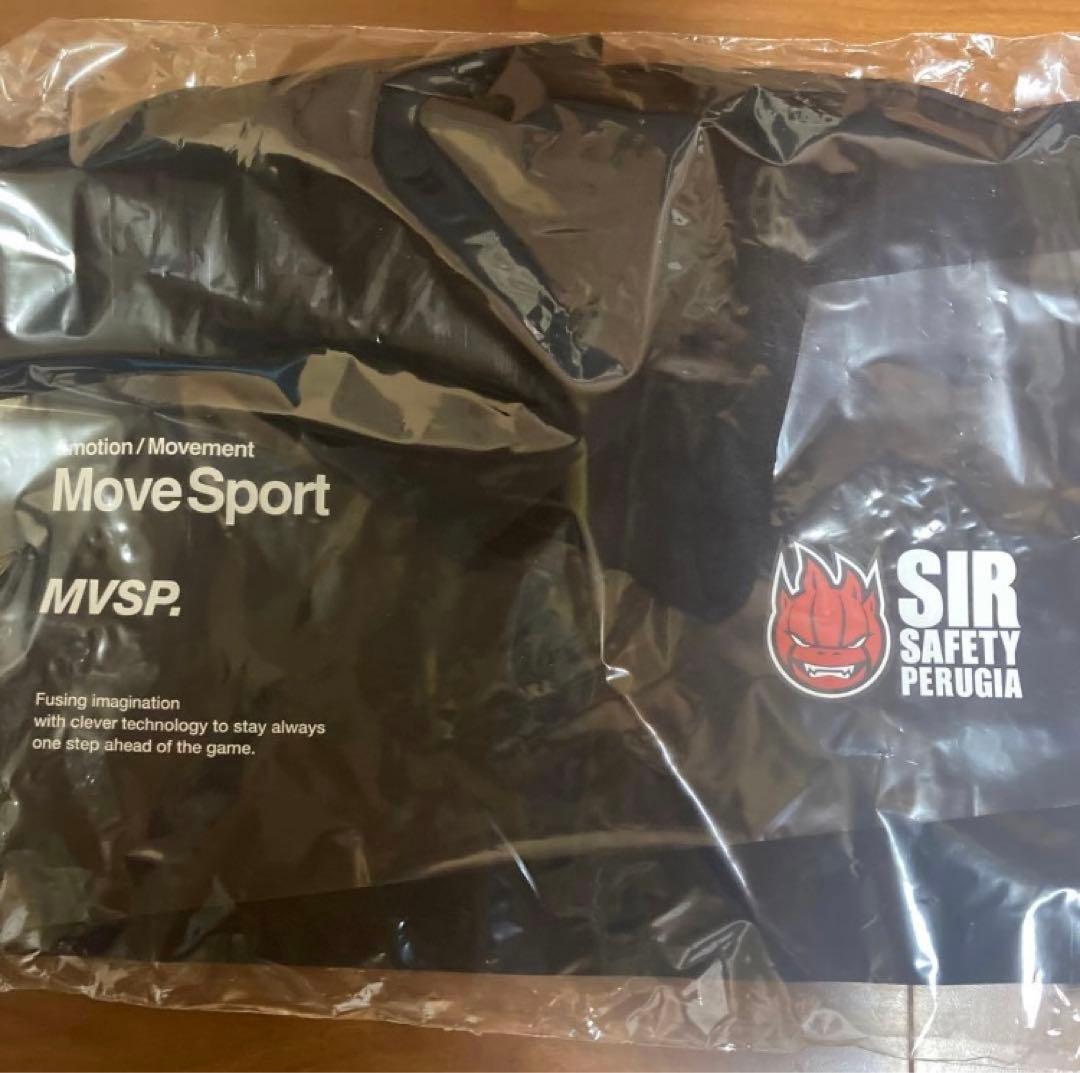 Emotion / Movement
Move Sport
MVSP.
Fusing imagination
with clever technology to stay always
one step ahead of the game.
SIR
SAFETY
PERUGIA